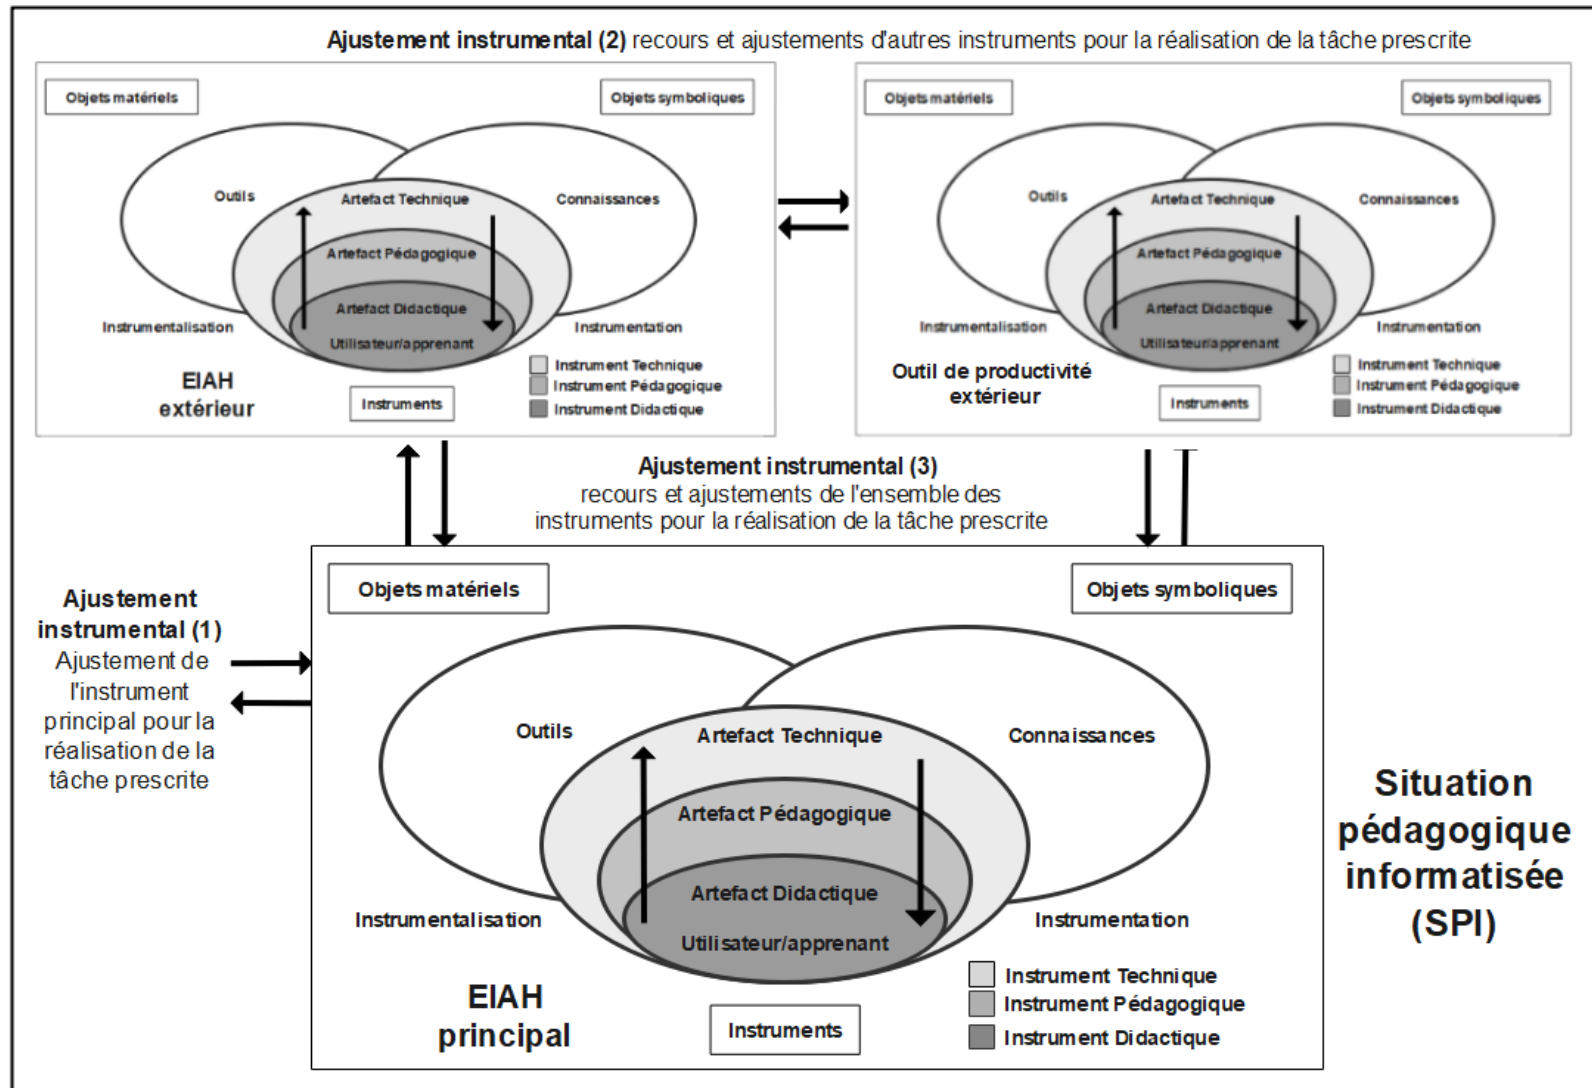 Ajustement instrumental (2) recours et ajustements d'autres instruments pour la réalisation de la tâche prescrite
Objets matériels
Objets symboliques
Outils
Artefact Technique
Connaissances
Artefact Pédagogique
Artefact Didactique
Instrumentalisation
Instrumentation
Utilisateur/apprenant
EIAH
extérieur
Instruments
Instrument Technique
Instrument Pédagogique
Instrument Didactique
Objets matériels
Objets symboliques
Outils
Artefact Technique
Connaissances
Artefact Pédagogique
Artefact Didactique
Instrumentalisation
Instrumentation
Utilisateur/apprenant
Outil de productivité
extérieur
Instruments
Instrument Technique
Instrument Pédagogique
Instrument Didactique
Ajustement instrumental (3)
recours et ajustements de l'ensemble des
instruments pour la réalisation de la tâche prescrite
Ajustement
instrumental (1)
Ajustement de
l'instrument
principal pour la
réalisation de la
tâche prescrite
Objets matériels
Objets symboliques
Outils
Artefact Technique
Connaissances
Artefact Pédagogique
Artefact Didactique
Instrumentalisation
Instrumentation
Utilisateur/apprenant
EIAH
principal
Instruments
Instrument Technique
Instrument Pédagogique
Instrument Didactique
Situation
pédagogique
informatisée
(SPI)